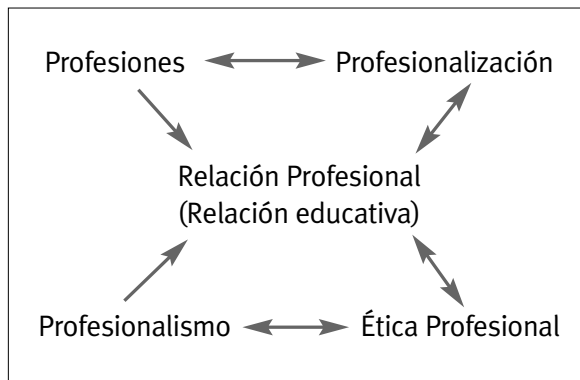 Profesiones
Profesionalización
Relación Profesional
(Relación educativa)
Profesionalismo
Ética Profesional